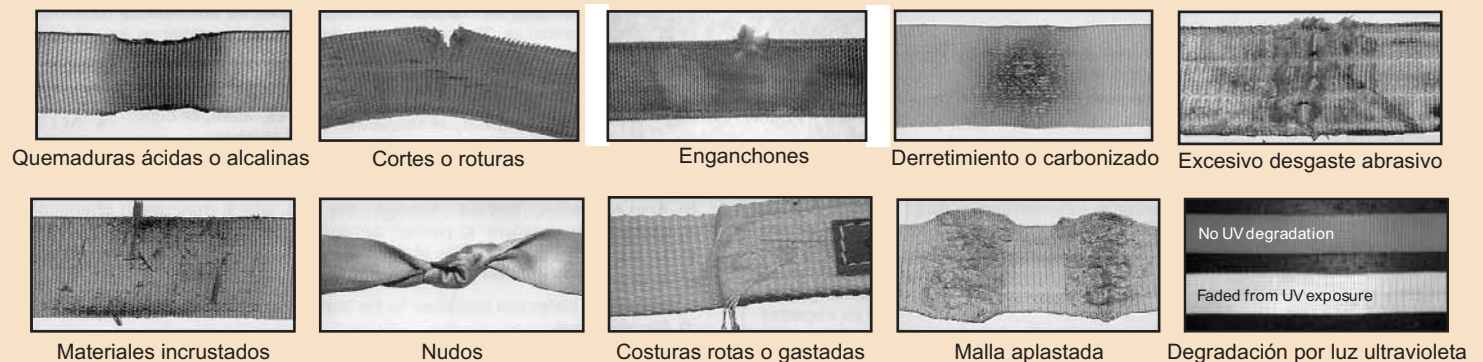 Quemaduras ácidas o alcalinas
Cortes o roturas
Enganchones
Derretimiento o carbonizado
Excesivo desgaste abrasivo
No UV degradation
Faded from UV exposure
Materiales incrustados
Nudos
Costuras rotas o gastadas
Malla aplastada
Degradación por luz ultravioleta